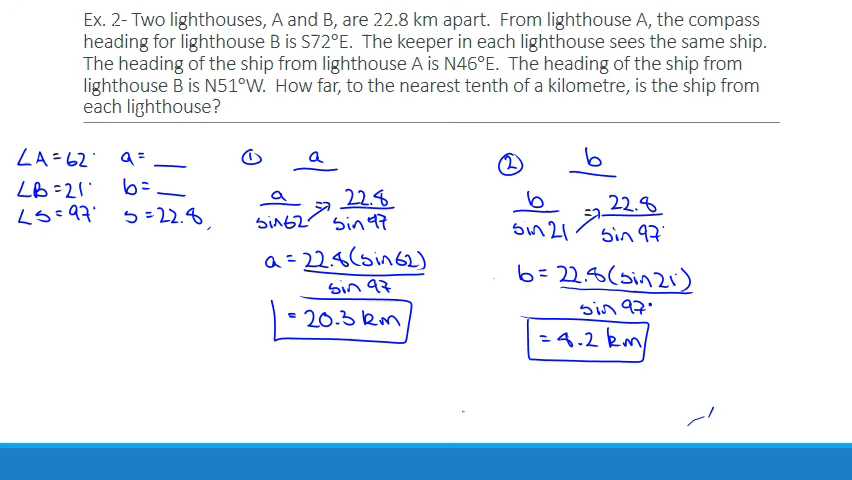 Ex. 2- Two lighthouses, A and B, are 22.8 km apart. From lighthouse A, the compass
heading for lighthouse B is S72°E. The keeper in each lighthouse sees the same ship.
The heading of the ship from lighthouse A is N46°E. The heading of the ship from
lighthouse B is N51°W. How far, to the nearest tenth of a kilometre, is the ship from
each lighthouse?
∠A = 62° a = __
∠B = 21° b = __
∠S = 97° s = 22.8
① a
a/sin62 => 22.8/sin97
a = 22.8(sin62)/sin97
= 20.3 km
② b
b/sin21 => 22.8/sin97°
b = 22.8(sin21°)/sin97°
= 8.2 km